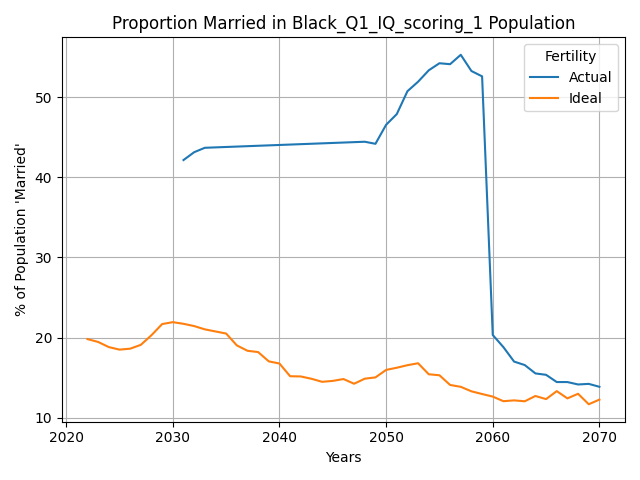 Proportion Married in Black_Q1_IQ_scoring_1 Population
Fertility
Actual
Ideal
% of Population 'Married'
50
40
30
20
10
2020
2030
2040
2050
2060
2070
Years